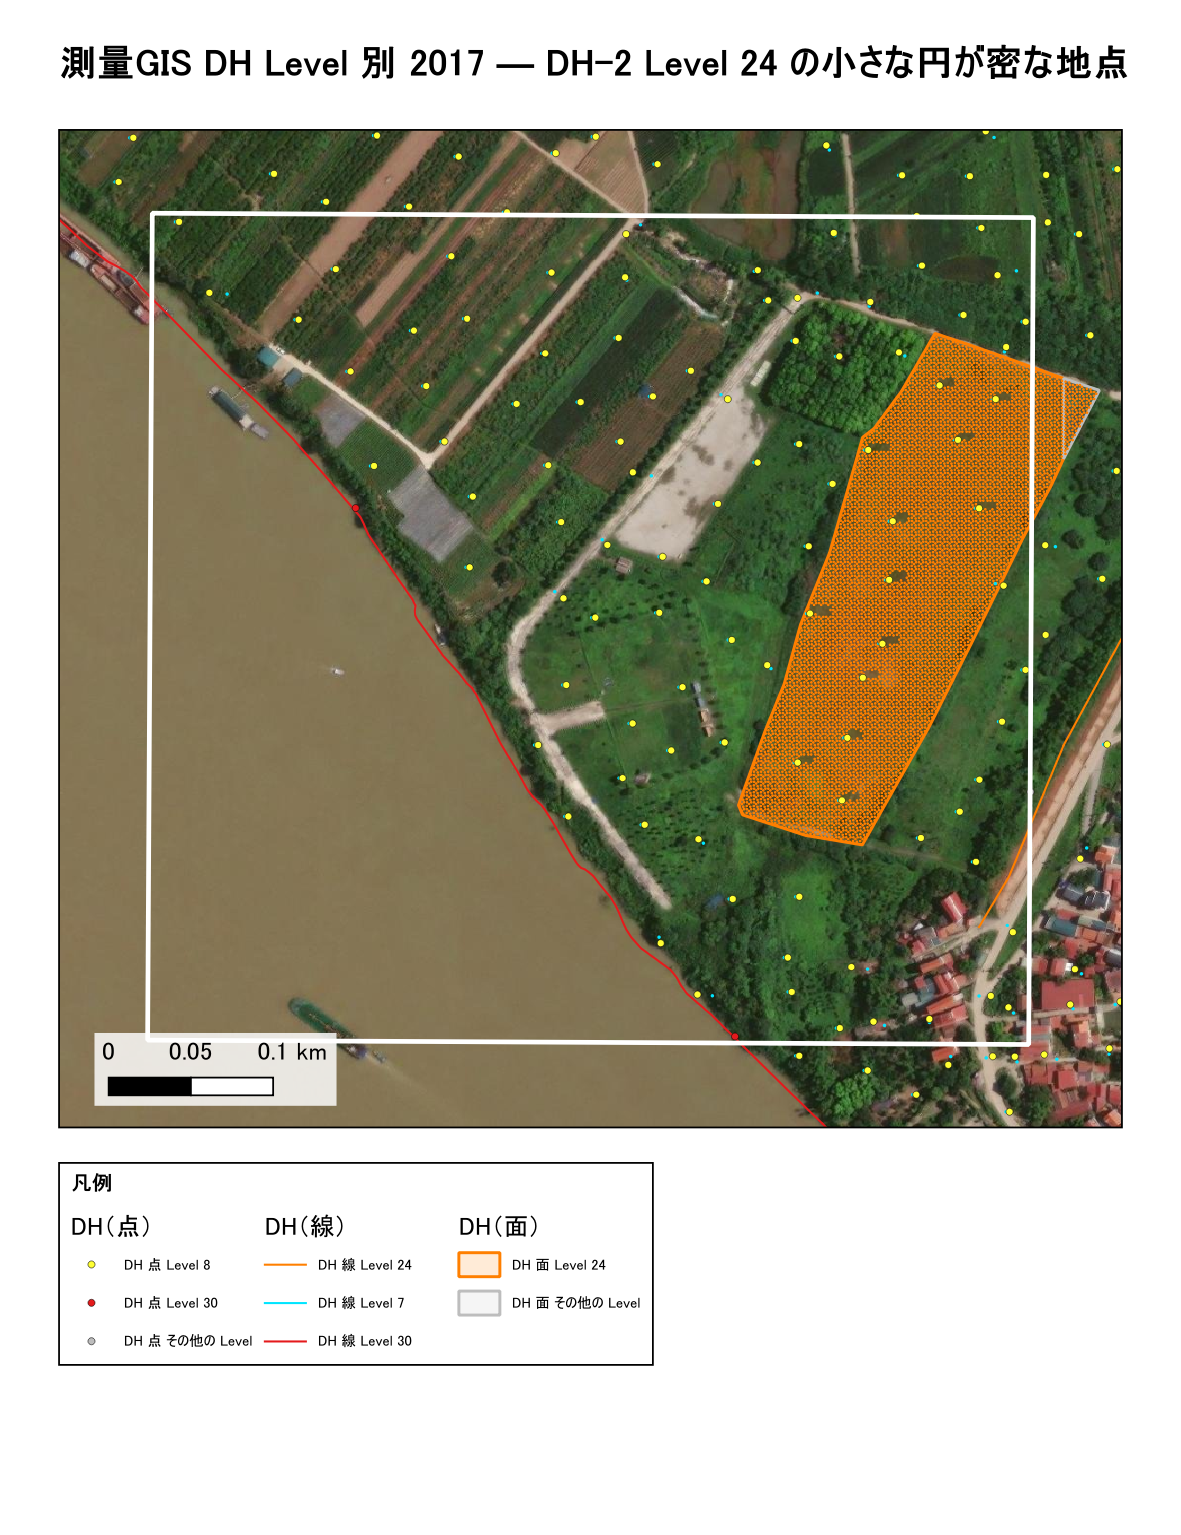 測量GIS DH Level 別 2017 — DH-2 Level 24 の小さな円が密な地点
0 0.05 0.1 km
凡例
DH（点） DH（線） DH（面）
DH 点 Level 8 DH 線 Level 24 DH 面 Level 24
DH 点 Level 30 DH 線 Level 7 DH 面 その他の Level
DH 点 その他の Level DH 線 Level 30